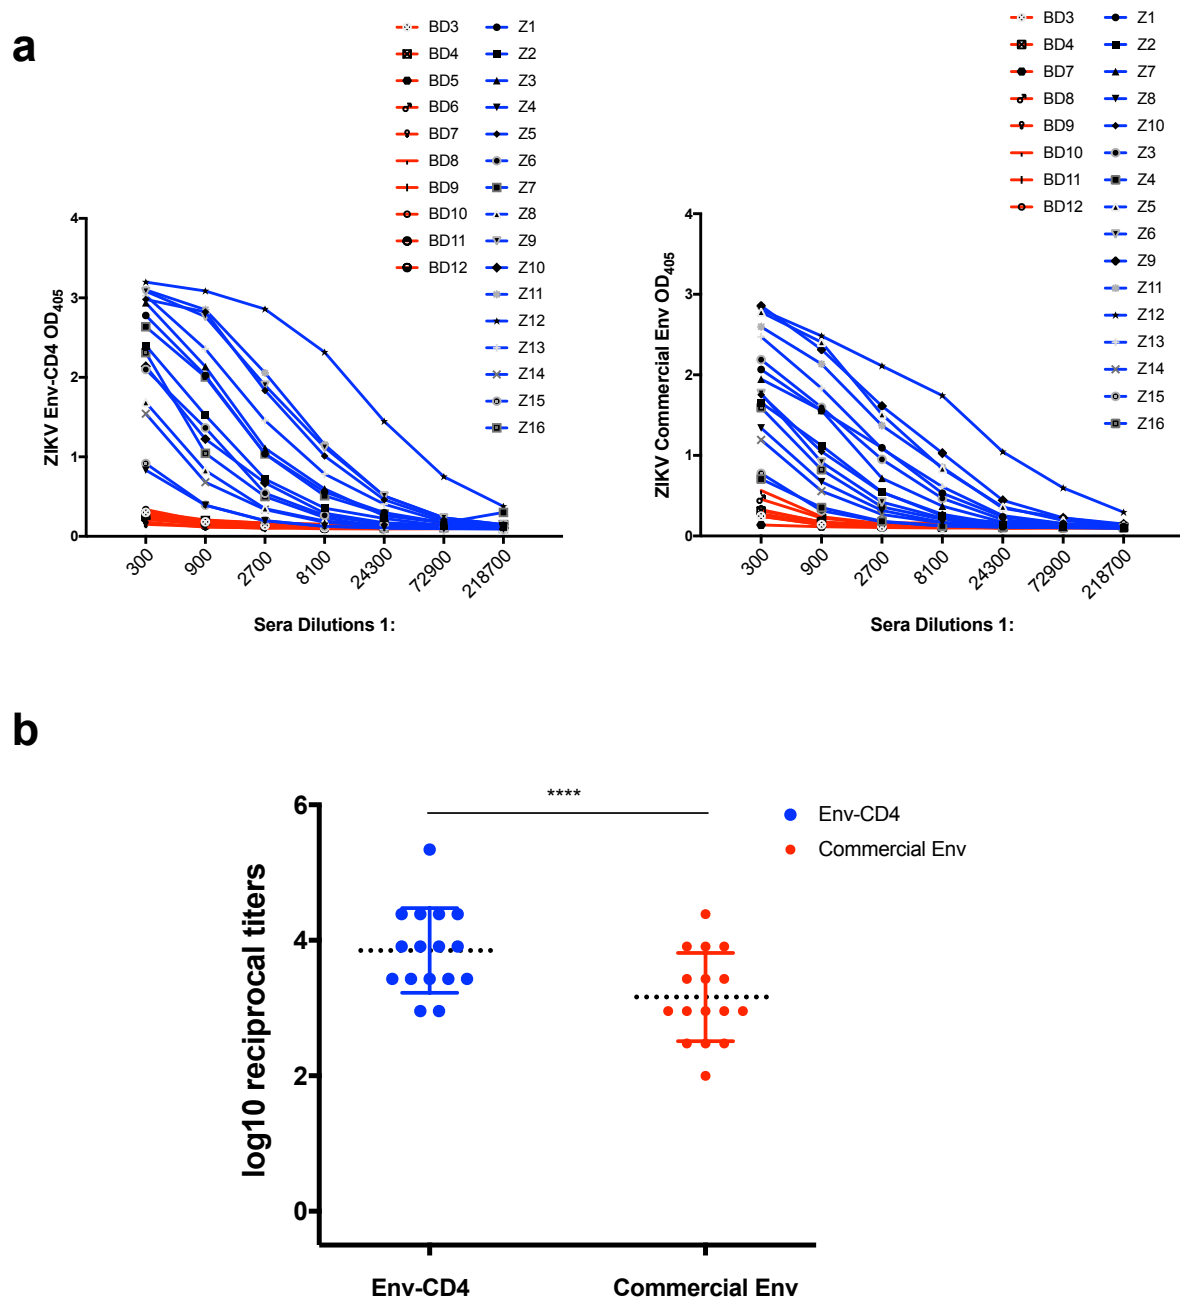 a
BD3 Z1
BD4 Z2
BD5 Z3
BD6 Z4
BD7 Z5
BD8 Z6
BD9 Z7
BD10 Z8
BD11 Z9
BD12 Z10
Z11
Z12
Z13
Z14
Z15
Z16
ZIKV Env-CD4 OD405
4
3
2
1
0
300 900 2700 8100 24300 72900 218700
Sera Dilutions 1:
BD3 Z1
BD4 Z2
BD7 Z7
BD8 Z8
BD9 Z10
BD10 Z3
BD11 Z4
BD12 Z5
Z6
Z9
Z11
Z12
Z13
Z14
Z15
Z16
ZIKV Commercial Env OD405
4
3
2
1
0
300 900 2700 8100 24300 72900 218700
Sera Dilutions 1:
b
****
Env-CD4
Commercial Env
log10 reciprocal titers
6
4
2
0
Env-CD4 Commercial Env